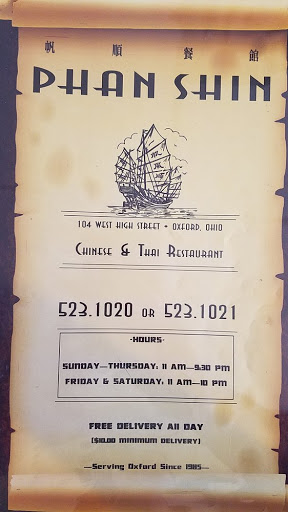 帆 順 餐 館
PHAN SHIN
104 WEST HIGH STREET • OXFORD, OHIO
CHINESE & THAI RESTAURANT
523.1020 OR 523.1021
·HOURS·
SUNDAY—THURSDAY: 11 AM—9:30 PM
FRIDAY & SATURDAY: 11 AM—10 PM
FREE DELIVERY All DAY
($10.00 MINIMUM DELIVERY)
—Serving Oxford Since 1985—